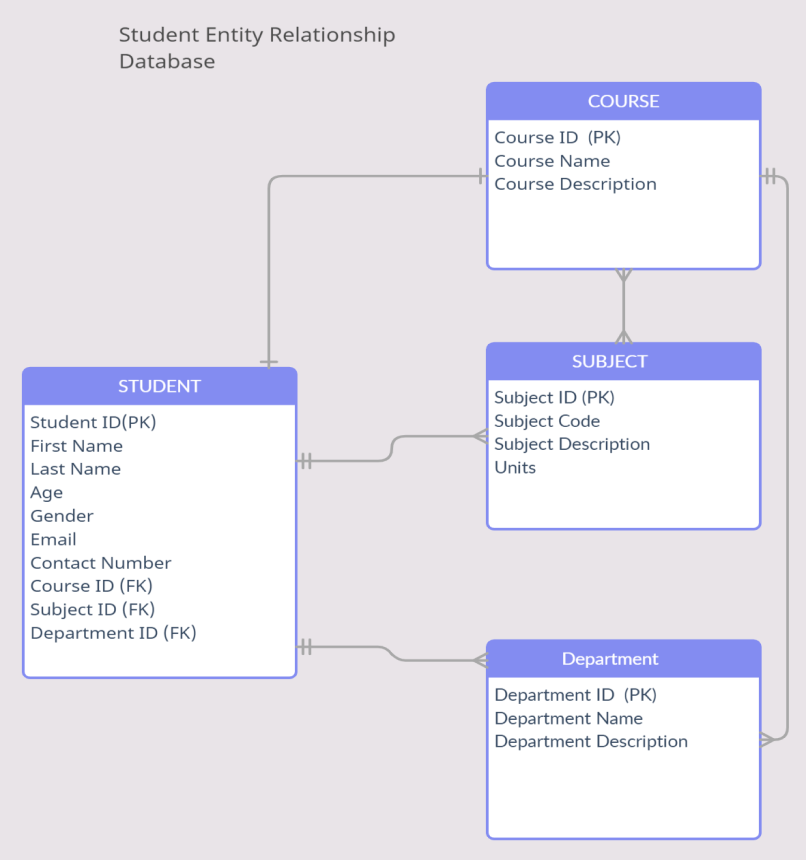 Student Entity Relationship
Database
COURSE
Course ID  (PK)
Course Name
Course Description
STUDENT
Student ID(PK)
First Name
Last Name
Age
Gender
Email
Contact Number
Course ID (FK)
Subject ID (FK)
Department ID (FK)
SUBJECT
Subject ID (PK)
Subject Code
Subject Description
Units
Department
Department ID  (PK)
Department Name
Department Description